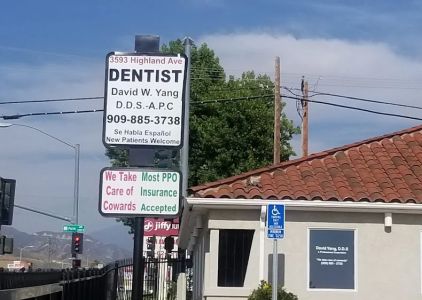 3593 Highland Ave
DENTIST
David W. Yang
D.D.S.-A.P.C
909-885-3738
Se Habla Español
New Patients Welcome
We Take
Care of
Cowards
Most PPO
Insurance
Accepted
jiffy
David Yang, D.D.S